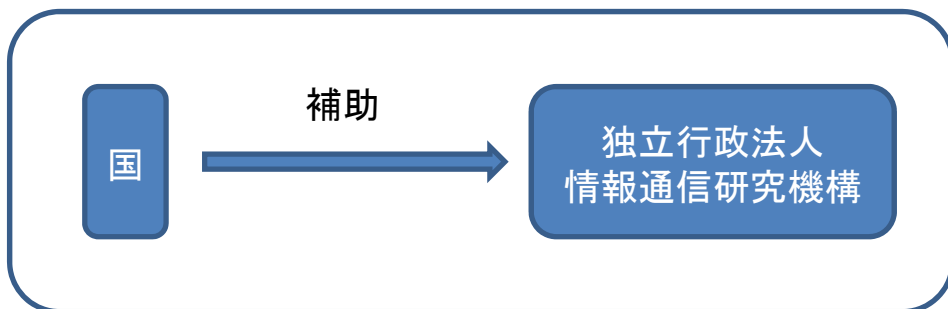 補助
国
独立行政法人
情報通信研究機構